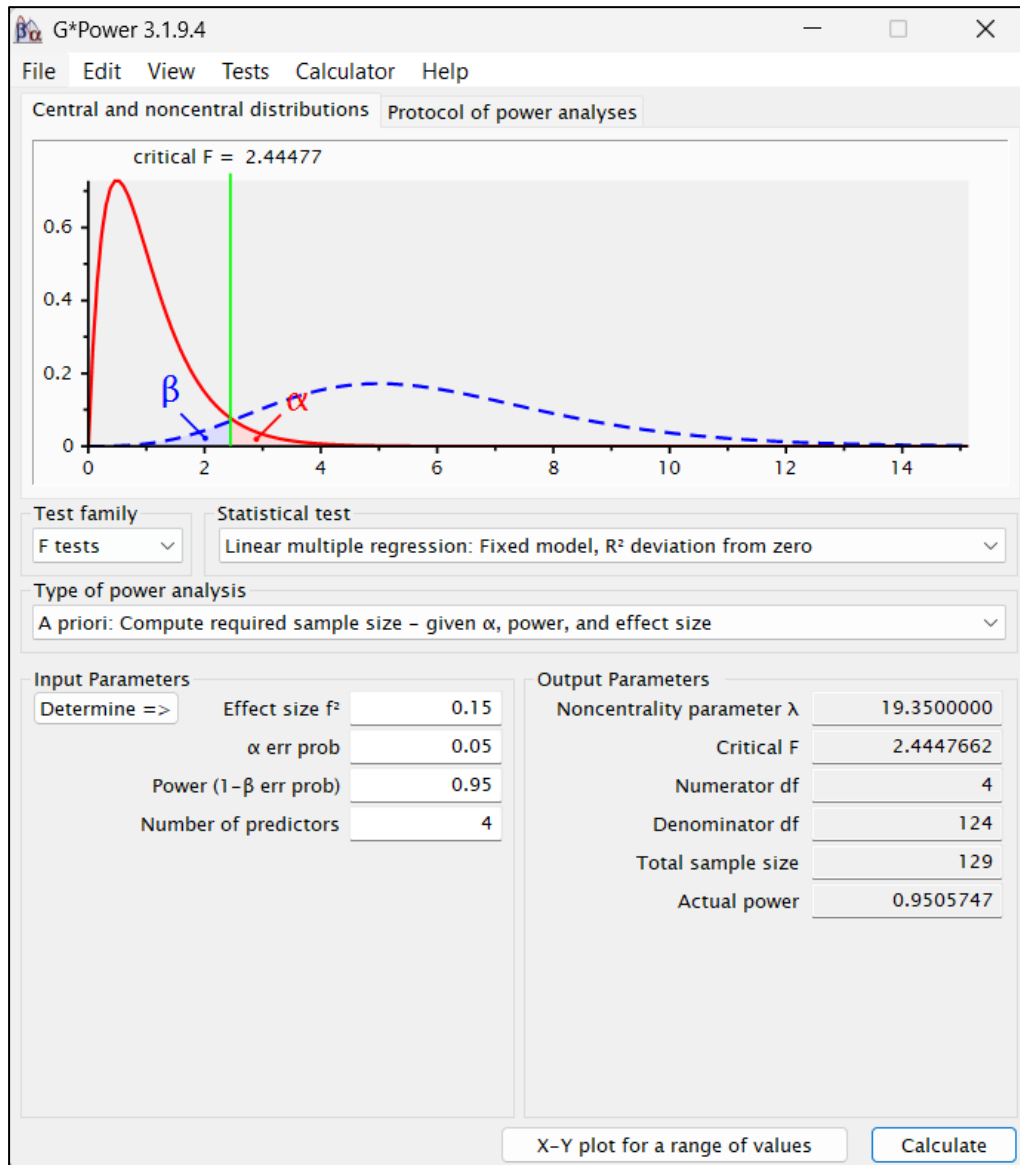 βα G*Power 3.1.9.4
File Edit View Tests Calculator Help
Central and noncentral distributions Protocol of power analyses
critical F = 2.44477
0.6
0.4
0.2
0
β
α
0 2 4 6 8 10 12 14
Test family Statistical test
F tests Linear multiple regression: Fixed model, R² deviation from zero
Type of power analysis
A priori: Compute required sample size – given α, power, and effect size
Input Parameters
Determine => Effect size f² 0.15
α err prob 0.05
Power (1-β err prob) 0.95
Number of predictors 4
Output Parameters
Noncentrality parameter λ 19.3500000
Critical F 2.4447662
Numerator df 4
Denominator df 124
Total sample size 129
Actual power 0.9505747
X-Y plot for a range of values Calculate